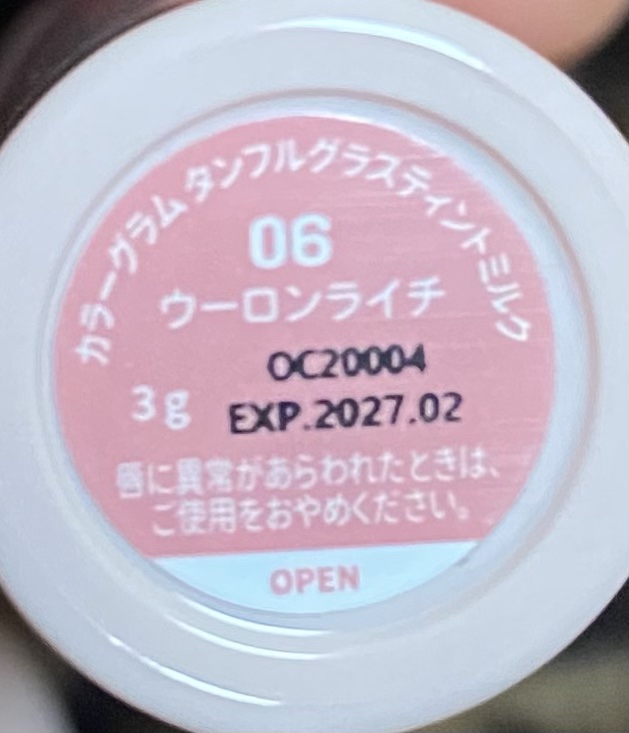 カラーグラム タンフルグラスティントミルク
06
ウーロンライチ
OC20004
3g
EXP.2027.02
唇に異常があらわれたときは、
ご使用をおやめください。
OPEN